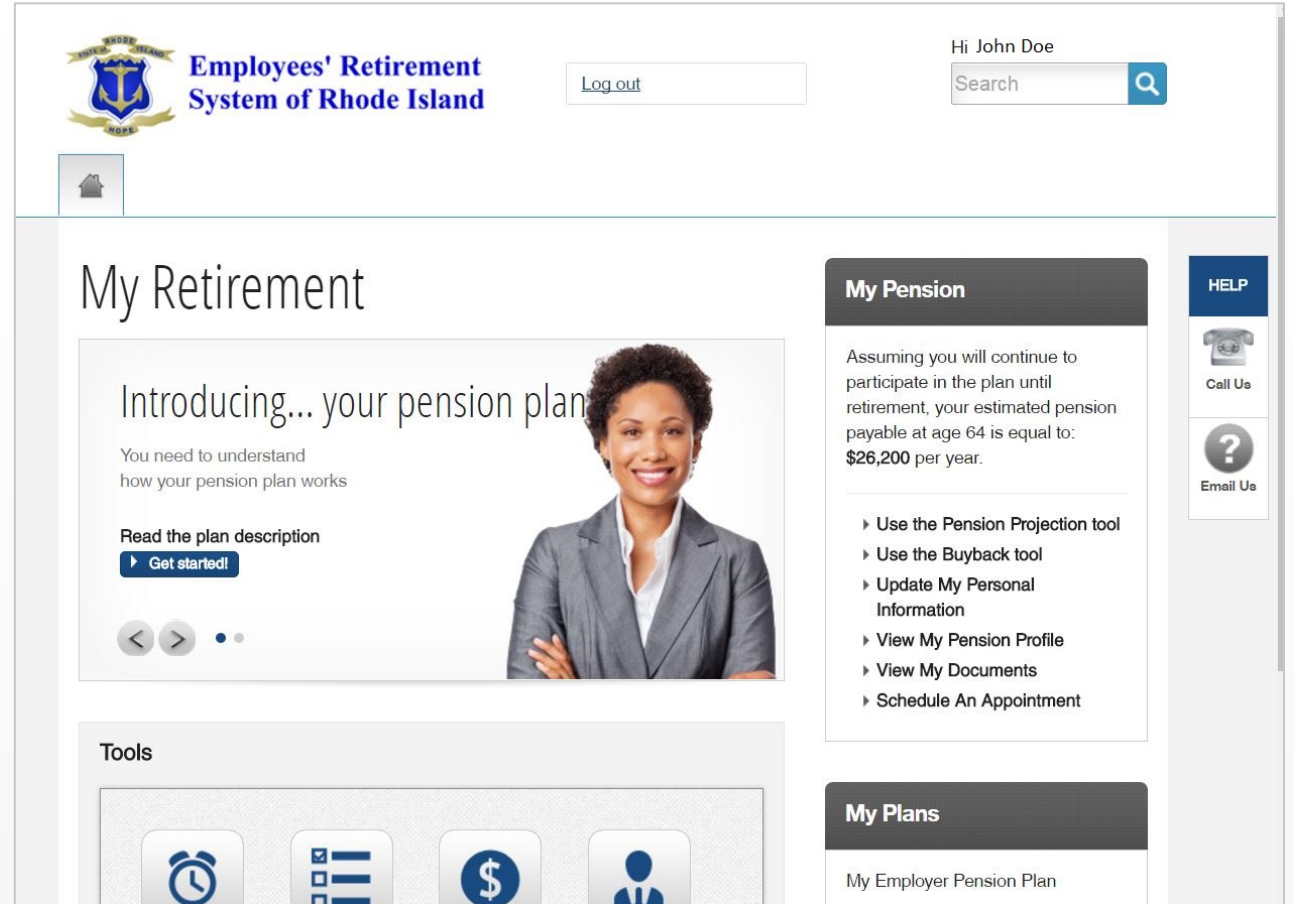 STATE OF RHODE ISLAND
HOPE
Employees' Retirement
System of Rhode Island
Log out
Hi John Doe
Search
My Retirement
Introducing... your pension plan
You need to understand
how your pension plan works
Read the plan description
Get started!
My Pension
Assuming you will continue to
participate in the plan until
retirement, your estimated pension
payable at age 64 is equal to:
$26,200 per year.
Use the Pension Projection tool
Use the Buyback tool
Update My Personal
Information
View My Pension Profile
View My Documents
Schedule An Appointment
HELP
Call Us
Email Us
Tools
$
My Plans
My Employer Pension Plan